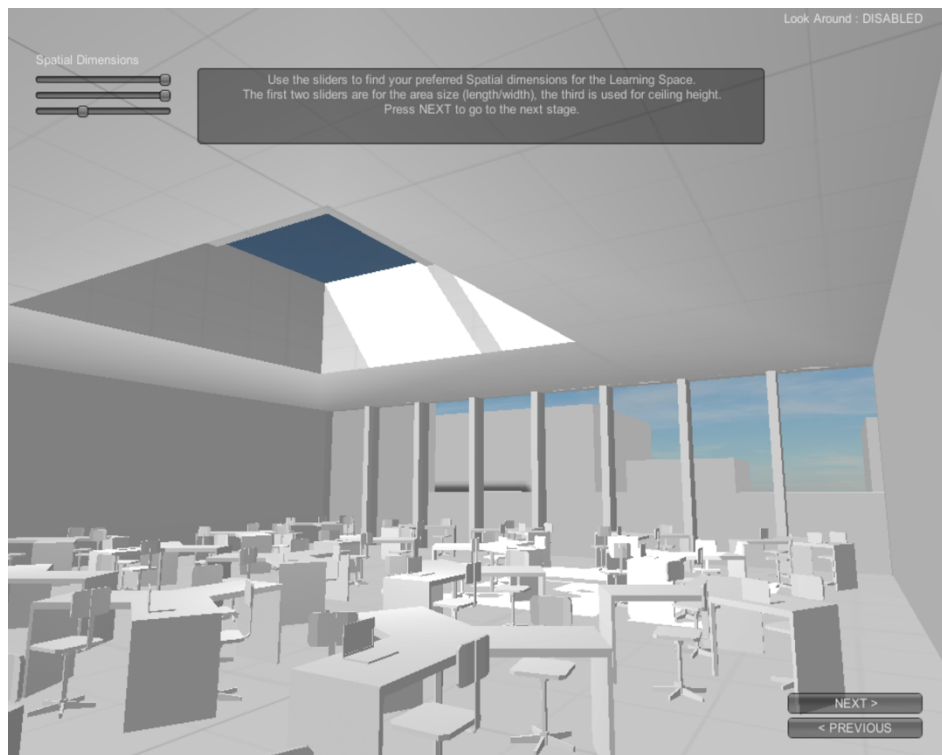 Look Around : DISABLED
Spatial Dimensions
Use the sliders to find your preferred Spatial dimensions for the Learning Space.
The first two sliders are for the area size (length/width), the third is used for ceiling height.
Press NEXT to go to the next stage.
NEXT >
< PREVIOUS